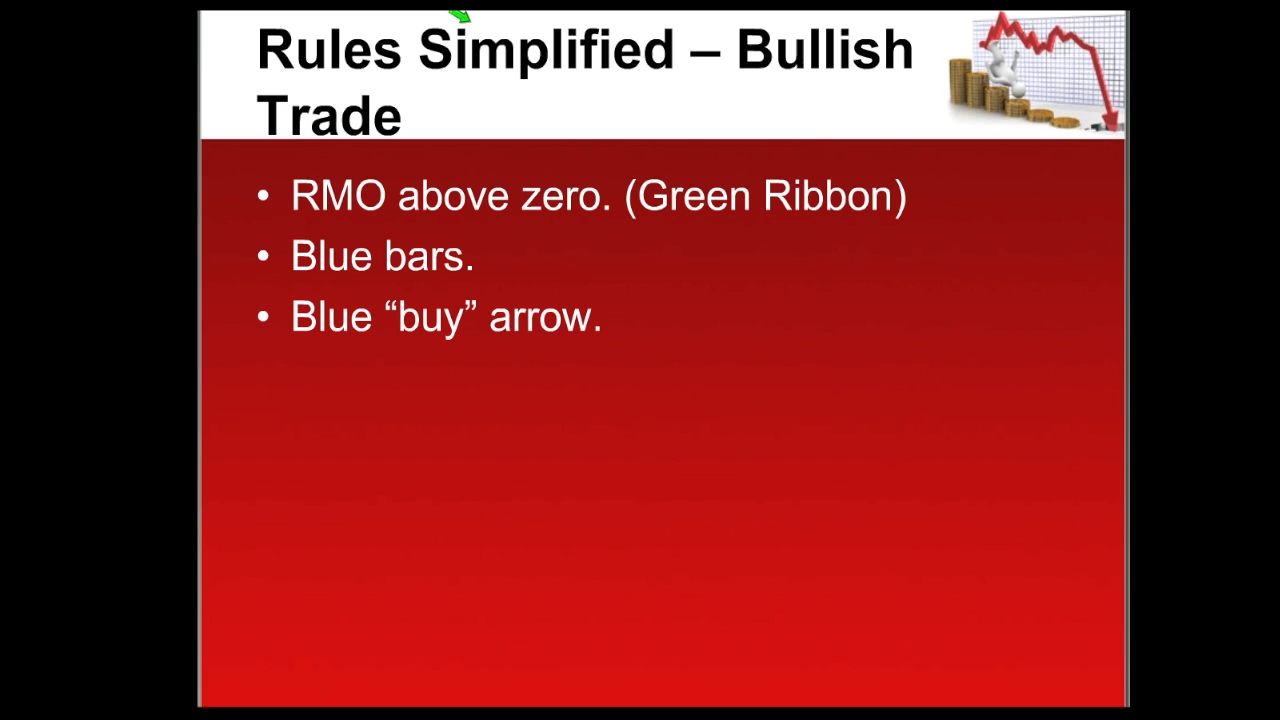 Rules Simplified – Bullish
Trade
• RMO above zero. (Green Ribbon)
• Blue bars.
• Blue “buy” arrow.